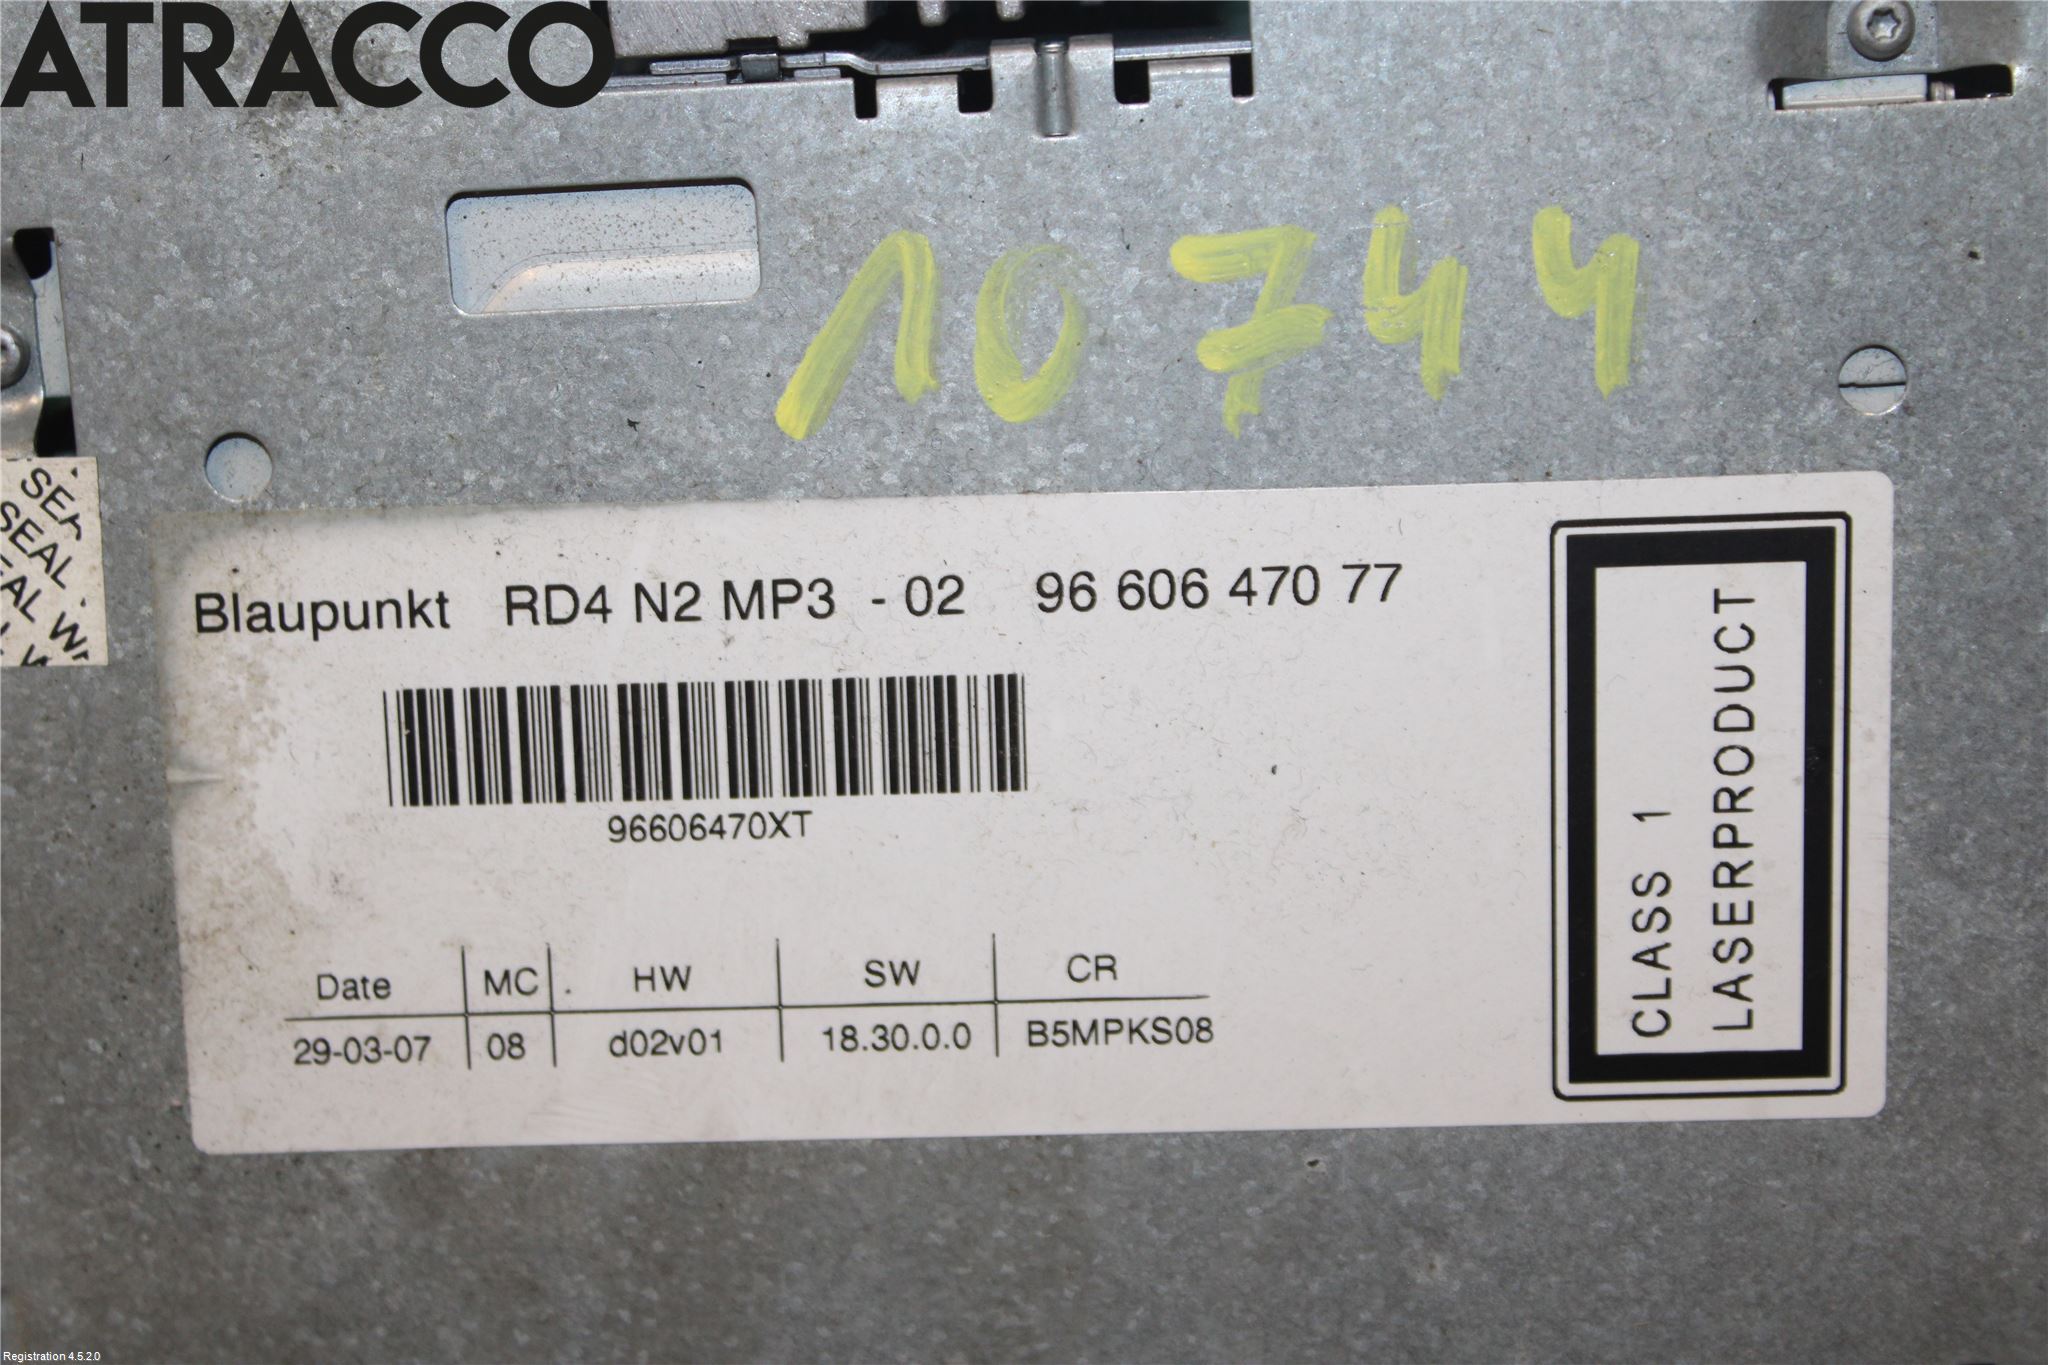 ATRACCO
10744
SEAL
SEAL W
Blaupunkt RD4 N2 MP3 - 02 96 606 470 77
96606470XT
Date MC. HW SW CR
29-03-07 08 d02v01 18.30.0.0 B5MPKS08
CLASS 1
LASERPRODUCT
Registration 4.5.2.0